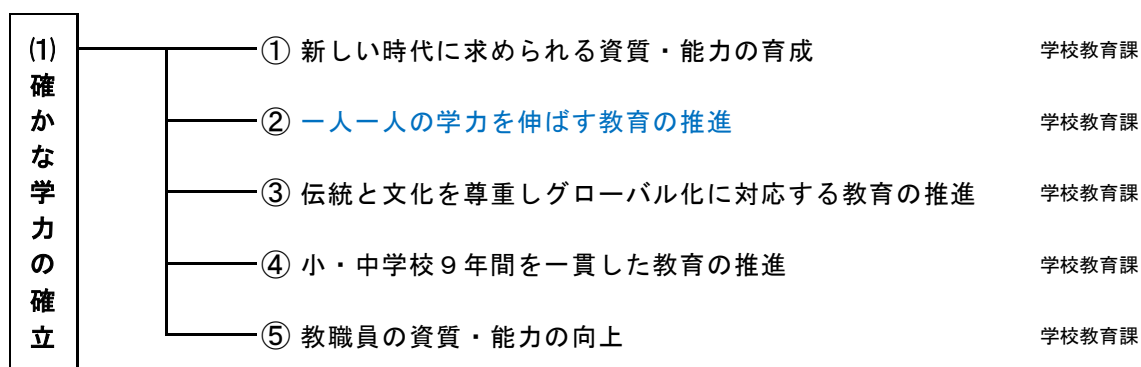 (1)確かな学力の確立
① 新しい時代に求められる資質・能力の育成 学校教育課
② 一人一人の学力を伸ばす教育の推進 学校教育課
③ 伝統と文化を尊重しグローバル化に対応する教育の推進 学校教育課
④ 小・中学校９年間を一貫した教育の推進 学校教育課
⑤ 教職員の資質・能力の向上 学校教育課